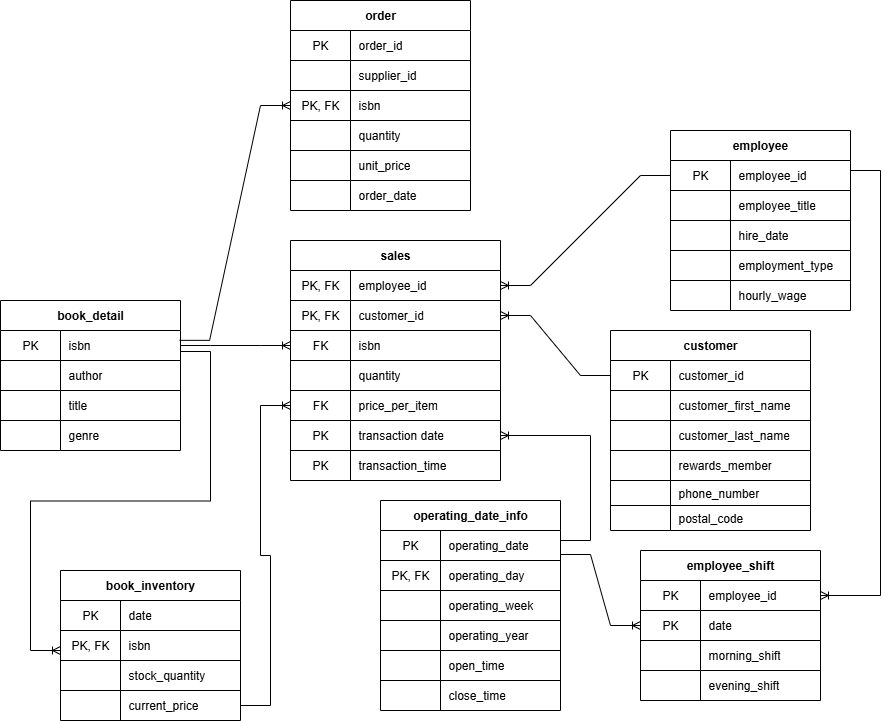 order
PK order_id
supplier_id
PK, FK isbn
quantity
unit_price
order_date
employee
PK employee_id
employee_title
hire_date
employment_type
hourly_wage
sales
PK, FK employee_id
PK, FK customer_id
FK isbn
quantity
FK price_per_item
PK transaction date
PK transaction_time
book_detail
PK isbn
author
title
genre
customer
PK customer_id
customer_first_name
customer_last_name
rewards_member
phone_number
postal_code
operating_date_info
PK operating_date
PK, FK operating_day
operating_week
operating_year
open_time
close_time
employee_shift
PK employee_id
PK date
morning_shift
evening_shift
book_inventory
PK date
PK, FK isbn
stock_quantity
current_price